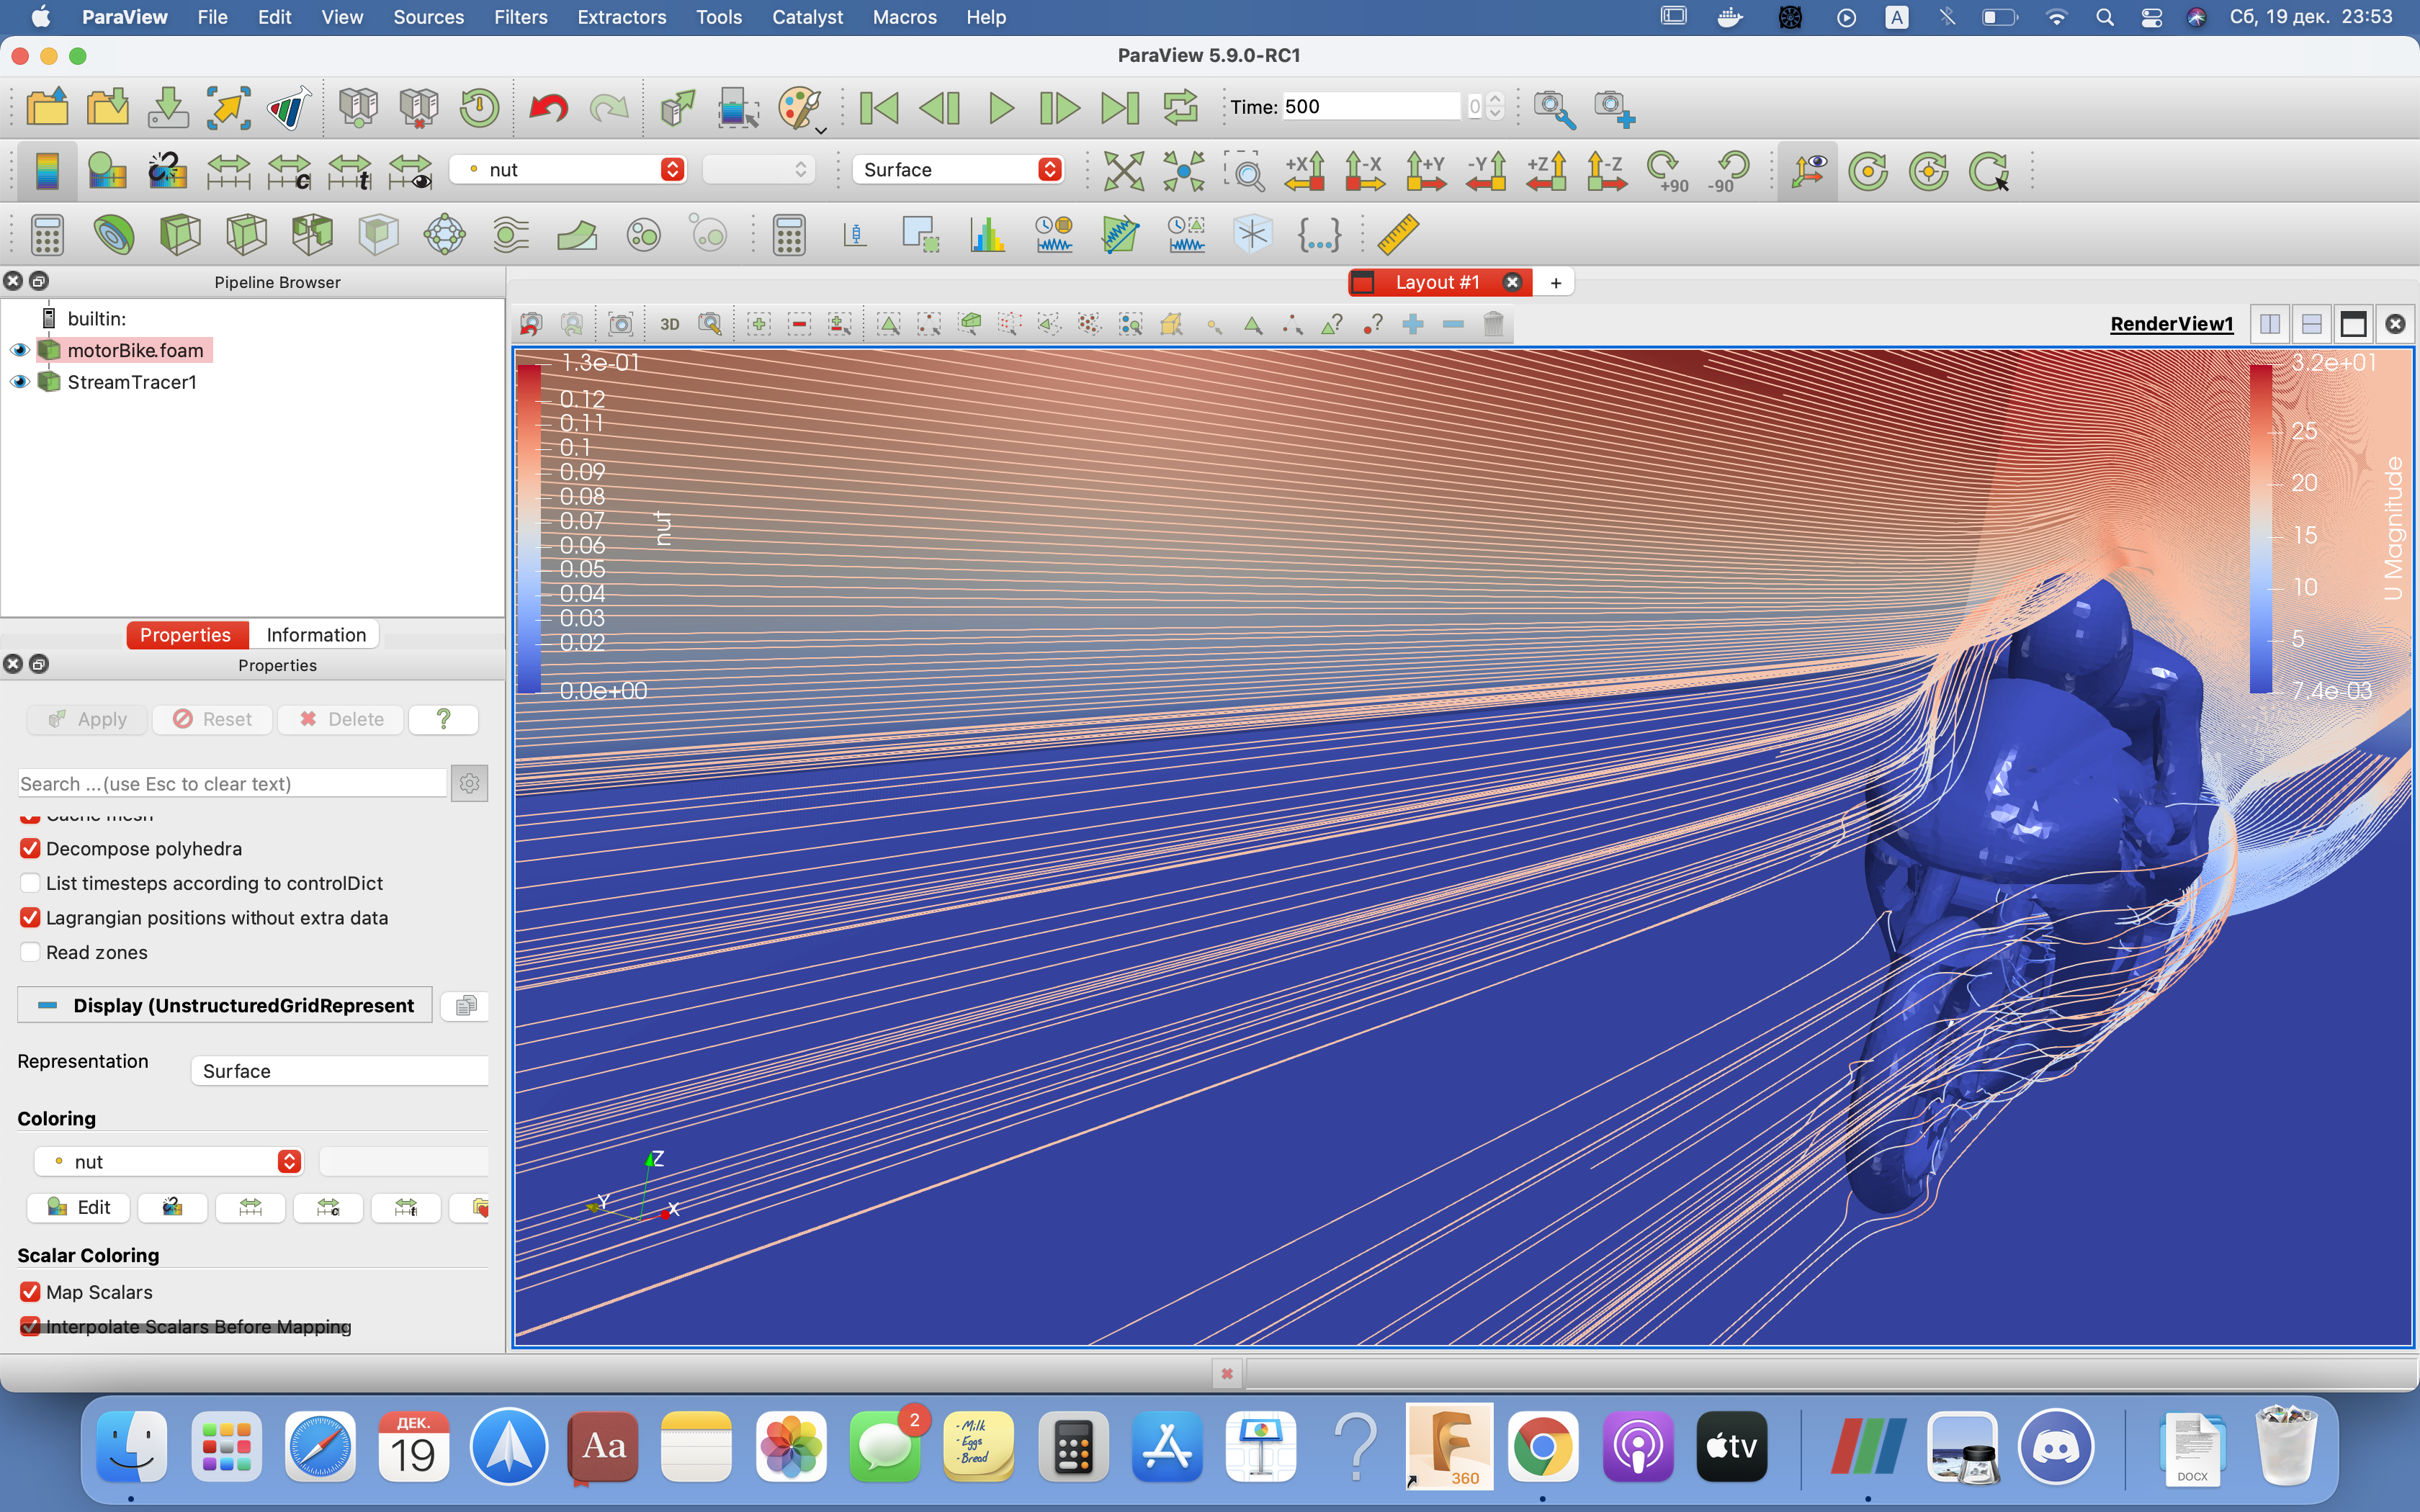 ParaView File Edit View Sources Filters Extractors Tools Catalyst Macros Help A Сб, 19 дек. 23:53
ParaView 5.9.0-RC1
Time: 500 0
nut Surface +X -X +Y -Y +Z -Z +90 -90
Pipeline Browser
Layout #1 +
builtin:
motorBike.foam
StreamTracer1
3D
RenderView1
Properties Information
Properties
Apply Reset Delete ?
Search ...(use Esc to clear text)
Cache mesh
Decompose polyhedra
List timesteps according to controlDict
Lagrangian positions without extra data
Read zones
Display (UnstructuredGridRepresent
Representation
Surface
Coloring
nut
Edit
Scalar Coloring
Map Scalars
Interpolate Scalars Before Mapping
1.3e-01
0.12
0.11
0.1
0.09
0.08
0.07
0.06
0.05
0.04
0.03
0.02
0.0e+00
nut
3.2e+01
25
20
15
10
5
7.4e-03
U Magnitude
Z
Y
X
ДЕК.
19
Aa
2
- Milk
- Eggs
- Bread
?
360
tv
DOCX